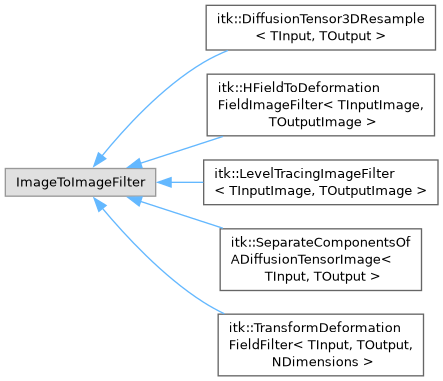 itk::DiffusionTensor3DResample
< TInput, TOutput >
itk::HFieldToDeformation
FieldImageFilter< TInputImage,
TOutputImage >
ImageToImageFilter
itk::LevelTracingImageFilter
< TInputImage, TOutputImage >
itk::SeparateComponentsOf
ADiffusionTensorImage<
TInput, TOutput >
itk::TransformDeformation
FieldFilter< TInput, TOutput,
NDimensions >